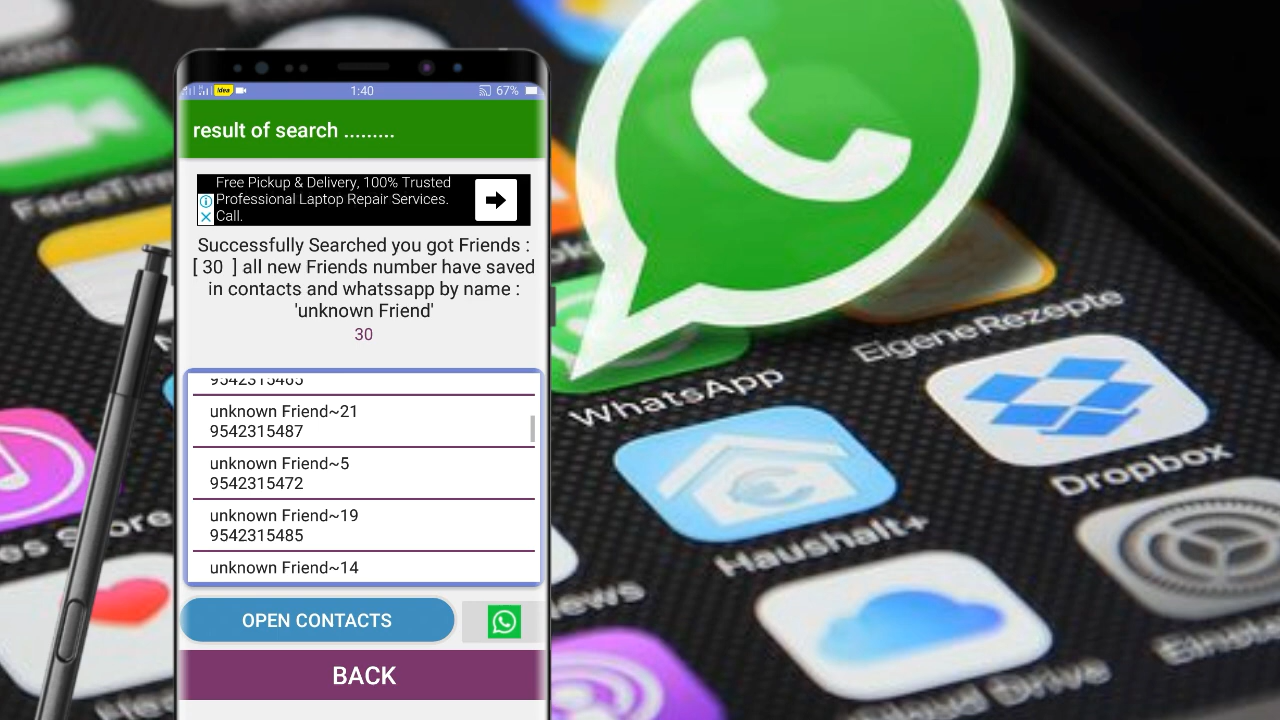 idea
1:40
67%
result of search .........
Free Pickup & Delivery, 100% Trusted
Professional Laptop Repair Services.
Call.
Successfully Searched you got Friends :
[ 30 ] all new Friends number have saved
in contacts and whatssapp by name :
'unknown Friend'
30
9542315465
unknown Friend~21
9542315487
unknown Friend~5
9542315472
unknown Friend~19
9542315485
unknown Friend~14
OPEN CONTACTS
BACK
EigeneRezepte
WhatsApp
Dropbox
Haushalt+